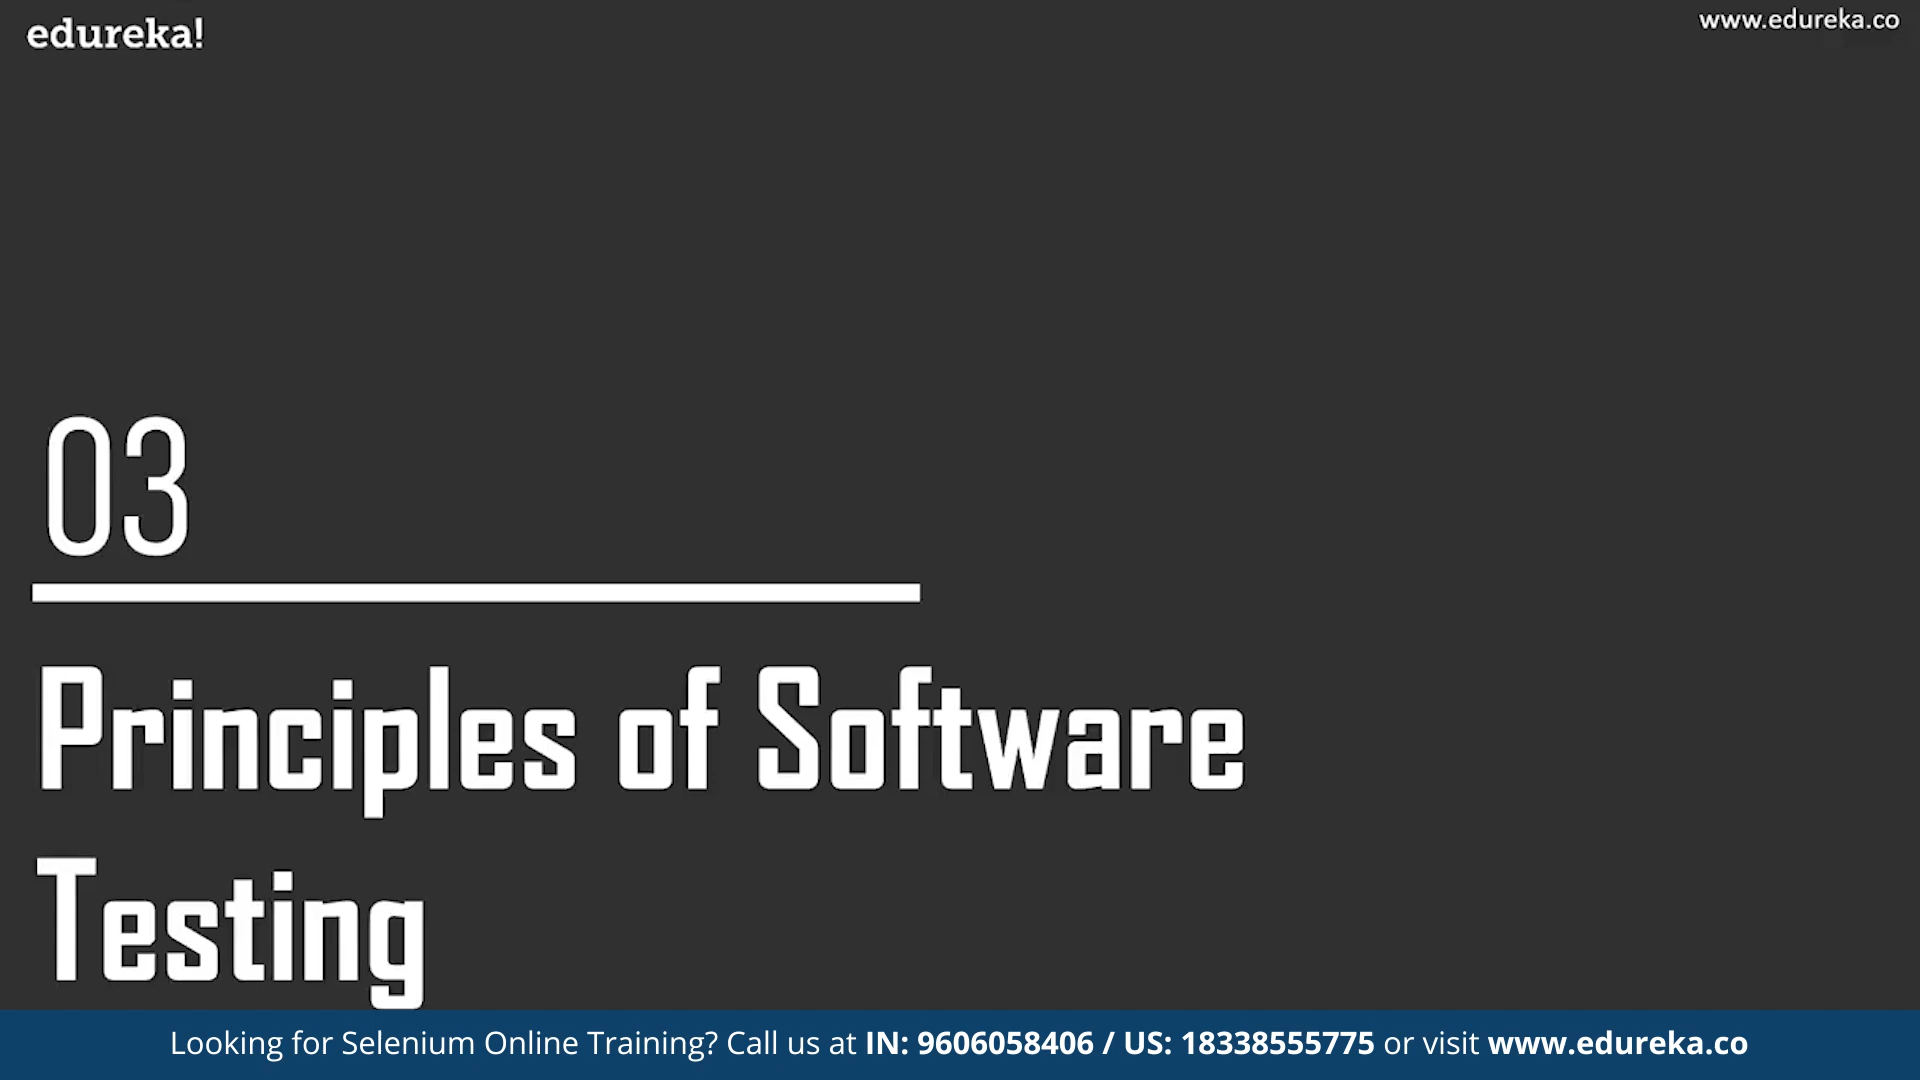 edureka!
www.edureka.co
03
Principles of Software
Testing
Looking for Selenium Online Training? Call us at IN: 9606058406 / US: 18338555775 or visit www.edureka.co